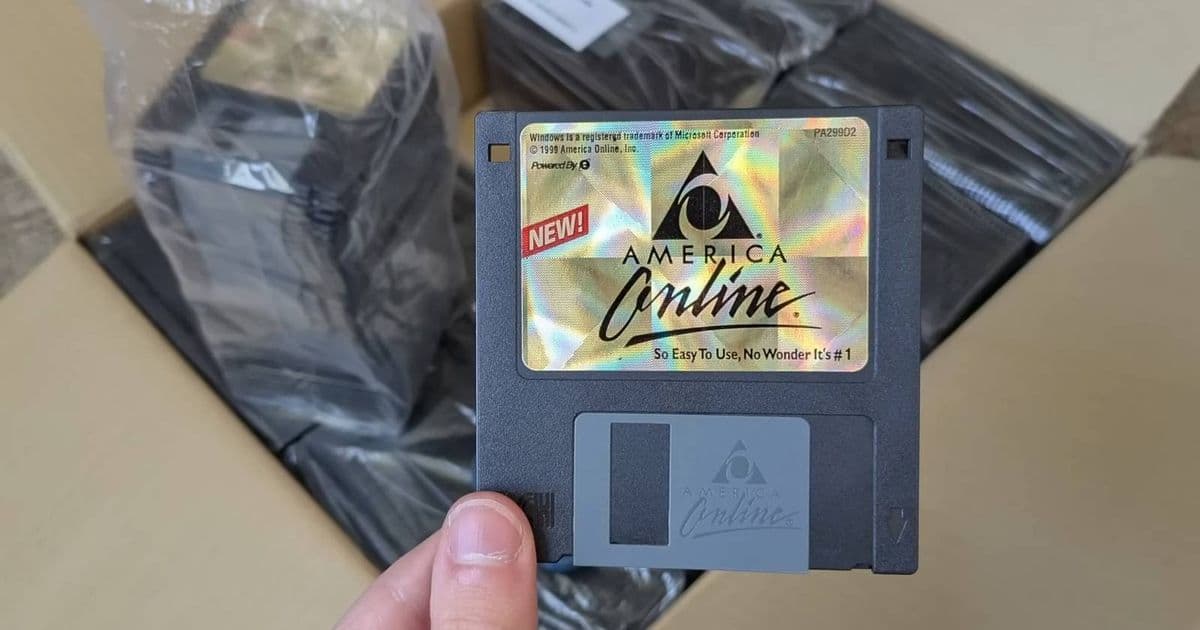 Windows is a registered trademark of Microsoft Corporation
© 1999 America Online, Inc.
PA299D2
Powered By
NEW!
AMERICA
Online®
So Easy To Use, No Wonder It's #1
AMERICA
Online®